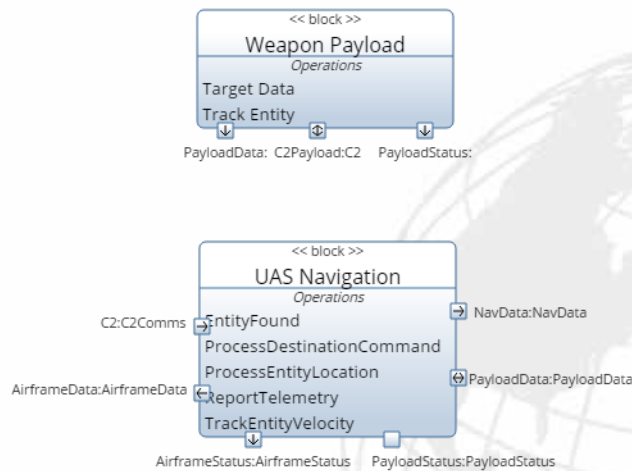 << block >>
Weapon Payload
Operations
Target Data
Track Entity
PayloadData: C2Payload:C2 PayloadStatus:
<< block >>
UAS Navigation
Operations
C2:C2Comms
EntityFound
NavData:NavData
ProcessDestinationCommand
ProcessEntityLocation
PayloadData:PayloadData
AirframeData:AirframeData
ReportTelemetry
TrackEntityVelocity
AirframeStatus:AirframeStatus PayloadStatus:PayloadStatus